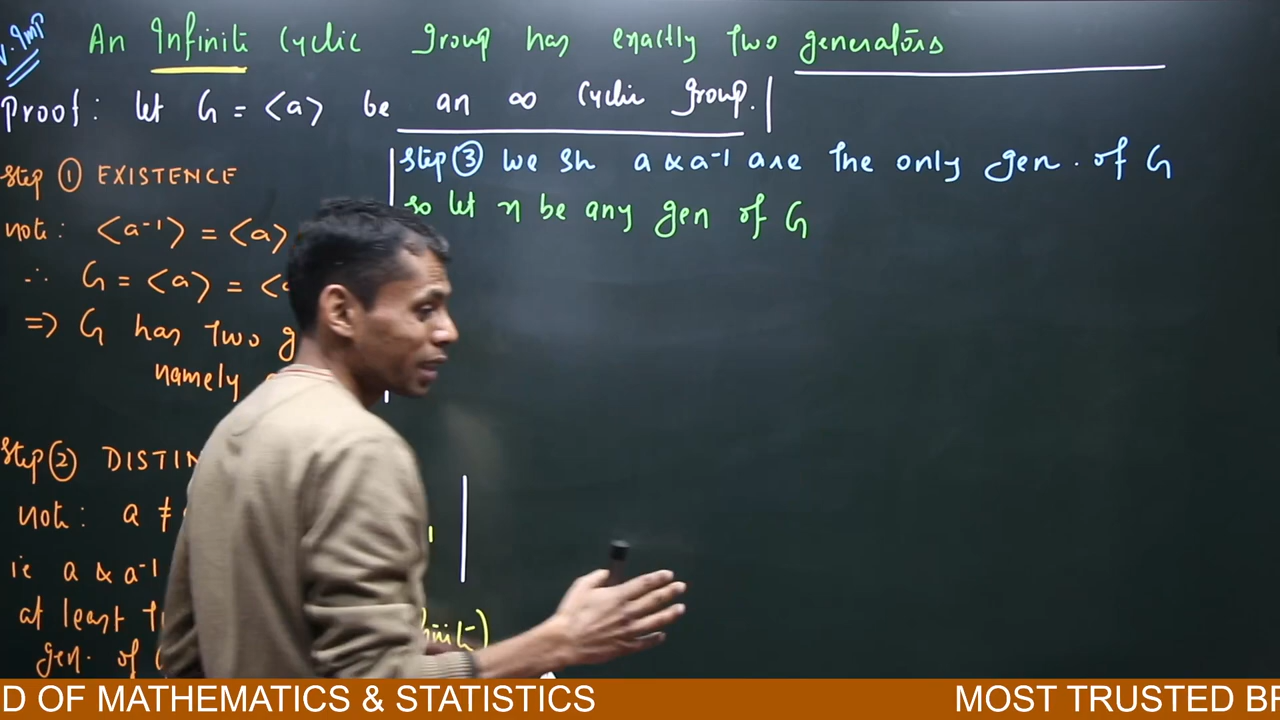 V. Imp An Infinite Cyclic group has exactly two generators
Proof: let G = <a> be an ∞ cyclic group.
Step ① EXISTENCE
note: <a⁻¹> = <a>
∴ G = <a> = <
=> G has two g
namely
Step ② DISTIN
note: a ≠
ie a & a⁻¹
at least t
gen. of
Step ③ We sh a & a⁻¹ are the only gen. of G
so let x be any gen of G
D OF MATHEMATICS & STATISTICS MOST TRUSTED BR